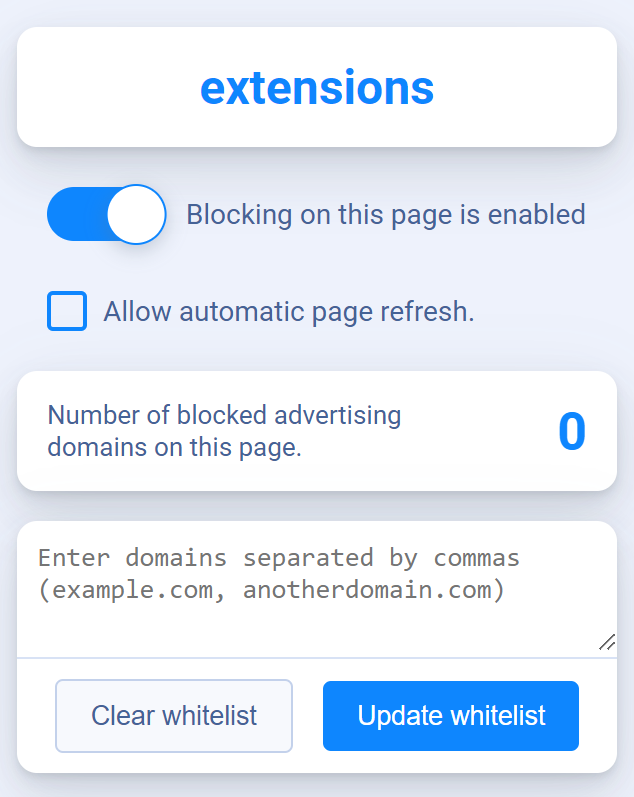 extensions
Blocking on this page is enabled
Allow automatic page refresh.
Number of blocked advertising
domains on this page.
0
Enter domains separated by commas
(example.com, anotherdomain.com)
Clear whitelist
Update whitelist